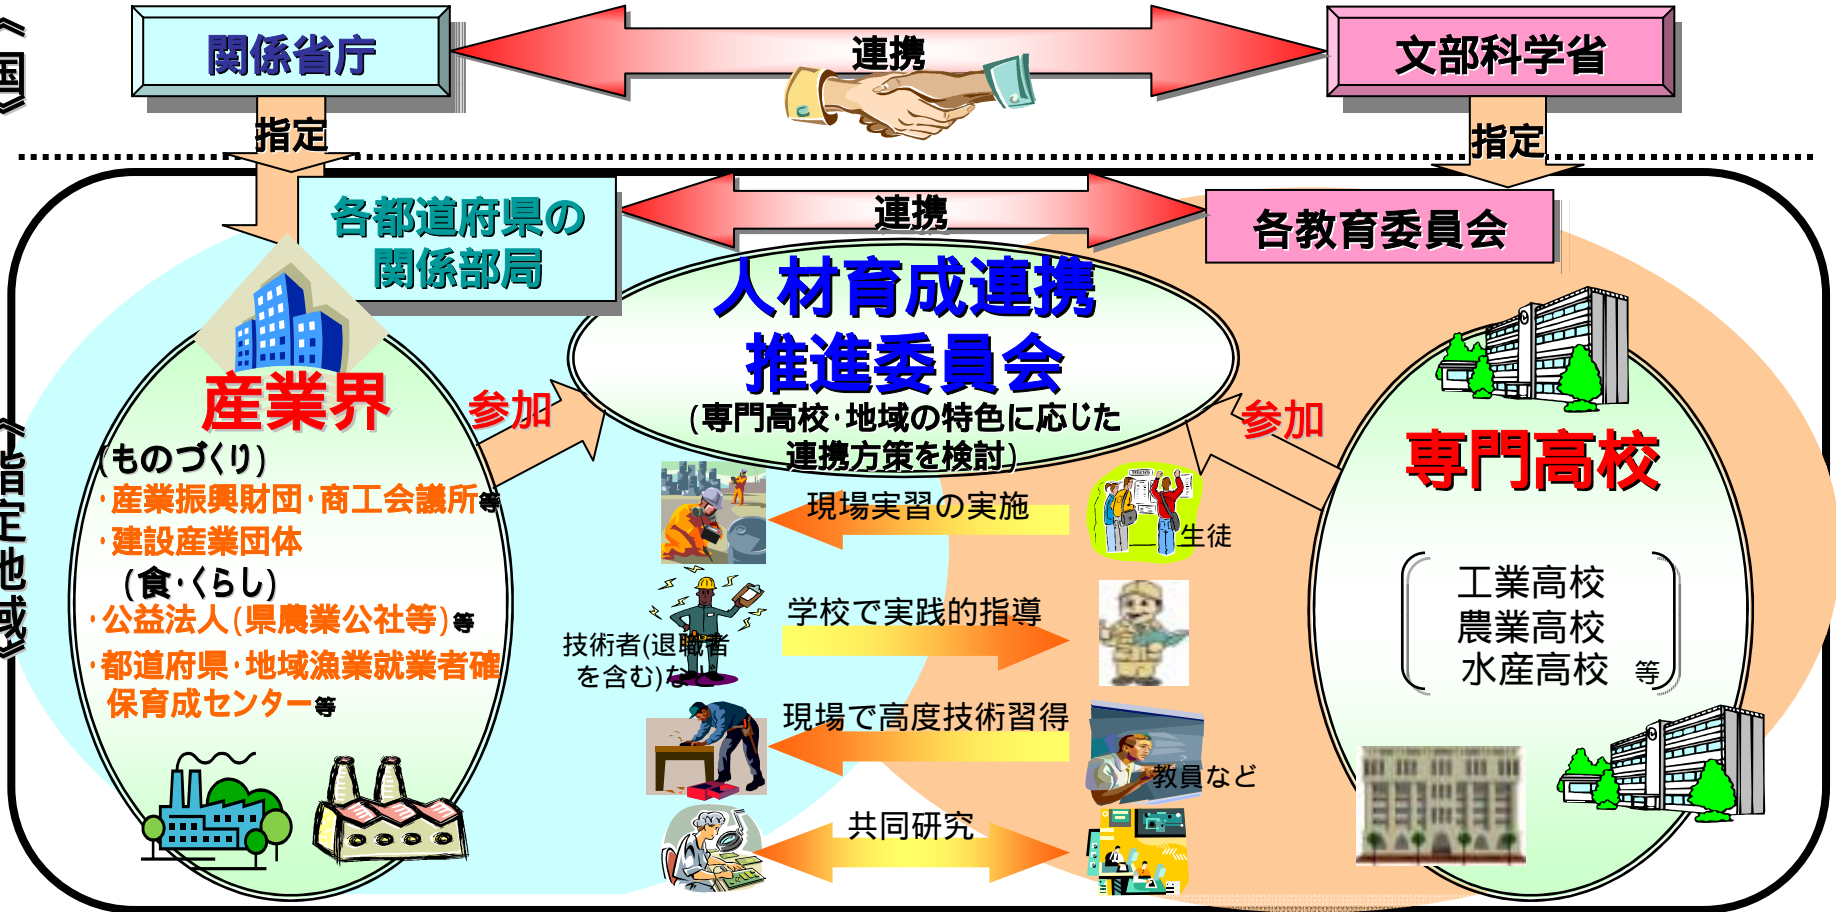 《国》
関係省庁
連携
文部科学省
指定
指定
《指定地域》
各都道府県の
関係部局
連携
各教育委員会
人材育成連携
推進委員会
(専門高校・地域の特色に応じた
連携方策を検討)
産業界
参加
参加
専門高校
(ものづくり)
・産業振興財団・商工会議所等
・建設産業団体
(食・くらし)
・公益法人(県農業公社等)等
・都道府県・地域漁業就業者確
保育成センター等
現場実習の実施
生徒
学校で実践的指導
技術者(退職者
を含む)など
現場で高度技術習得
教員など
共同研究
工業高校
農業高校
水産高校 等